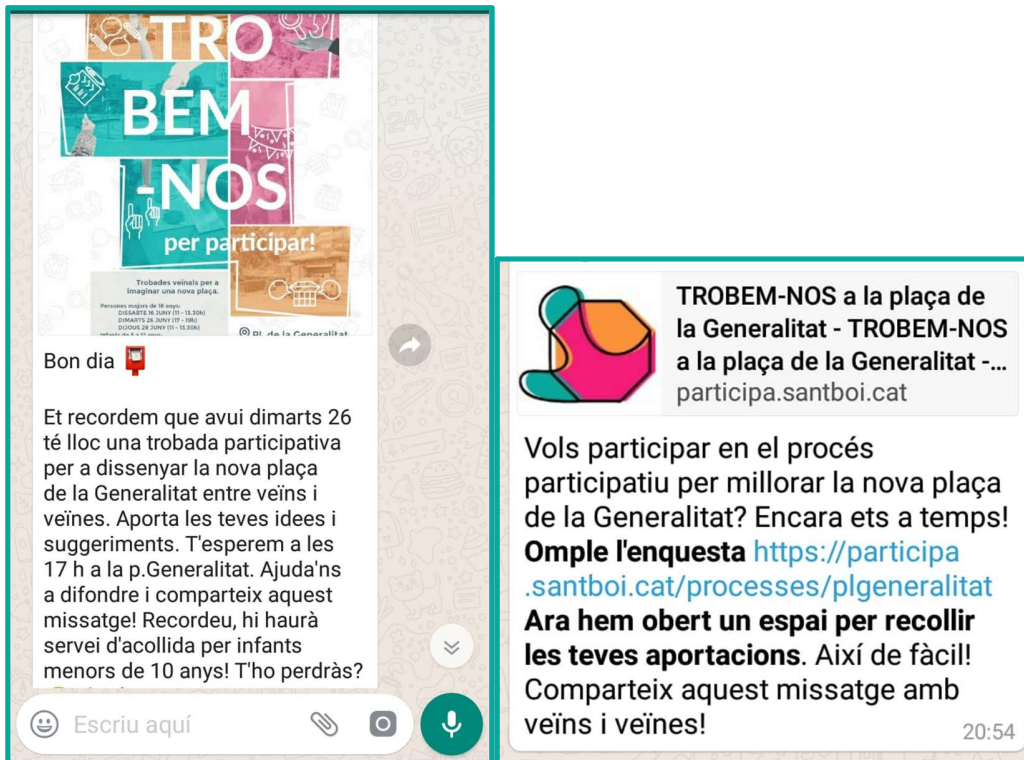 TRO
BEM
-NOS
per participar!
Trobades veïnals per a
imaginar una nova plaça.
Persones majors de 18 anys:
DISSABTE 16 JUNY (11 - 13.30h)
DIMARTS 26 JUNY (17 - 19h)
DIJOUS 28 JUNY (11 - 13.30h)
Pl. de la Generalitat
Bon dia
Et recordem que avui dimarts 26
té lloc una trobada participativa
per a dissenyar la nova plaça
de la Generalitat entre veïns i
veïnes. Aporta les teves idees i
suggeriments. T'esperem a les
17 h a la p.Generalitat. Ajuda'ns
a difondre i comparteix aquest
missatge! Recordeu, hi haurà
servei d'acollida per infants
menors de 10 anys! T'ho perdràs?
Escriu aquí
TROBEM-NOS a la plaça de
la Generalitat - TROBEM-NOS
a la plaça de la Generalitat -...
participa.santboi.cat
Vols participar en el procés
participatiu per millorar la nova plaça
de la Generalitat? Encara ets a temps!
Omple l'enquesta https://participa
.santboi.cat/processes/plgeneralitat
Ara hem obert un espai per recollir
les teves aportacions. Així de fàcil!
Comparteix aquest missatge amb
veïns i veïnes!
20:54